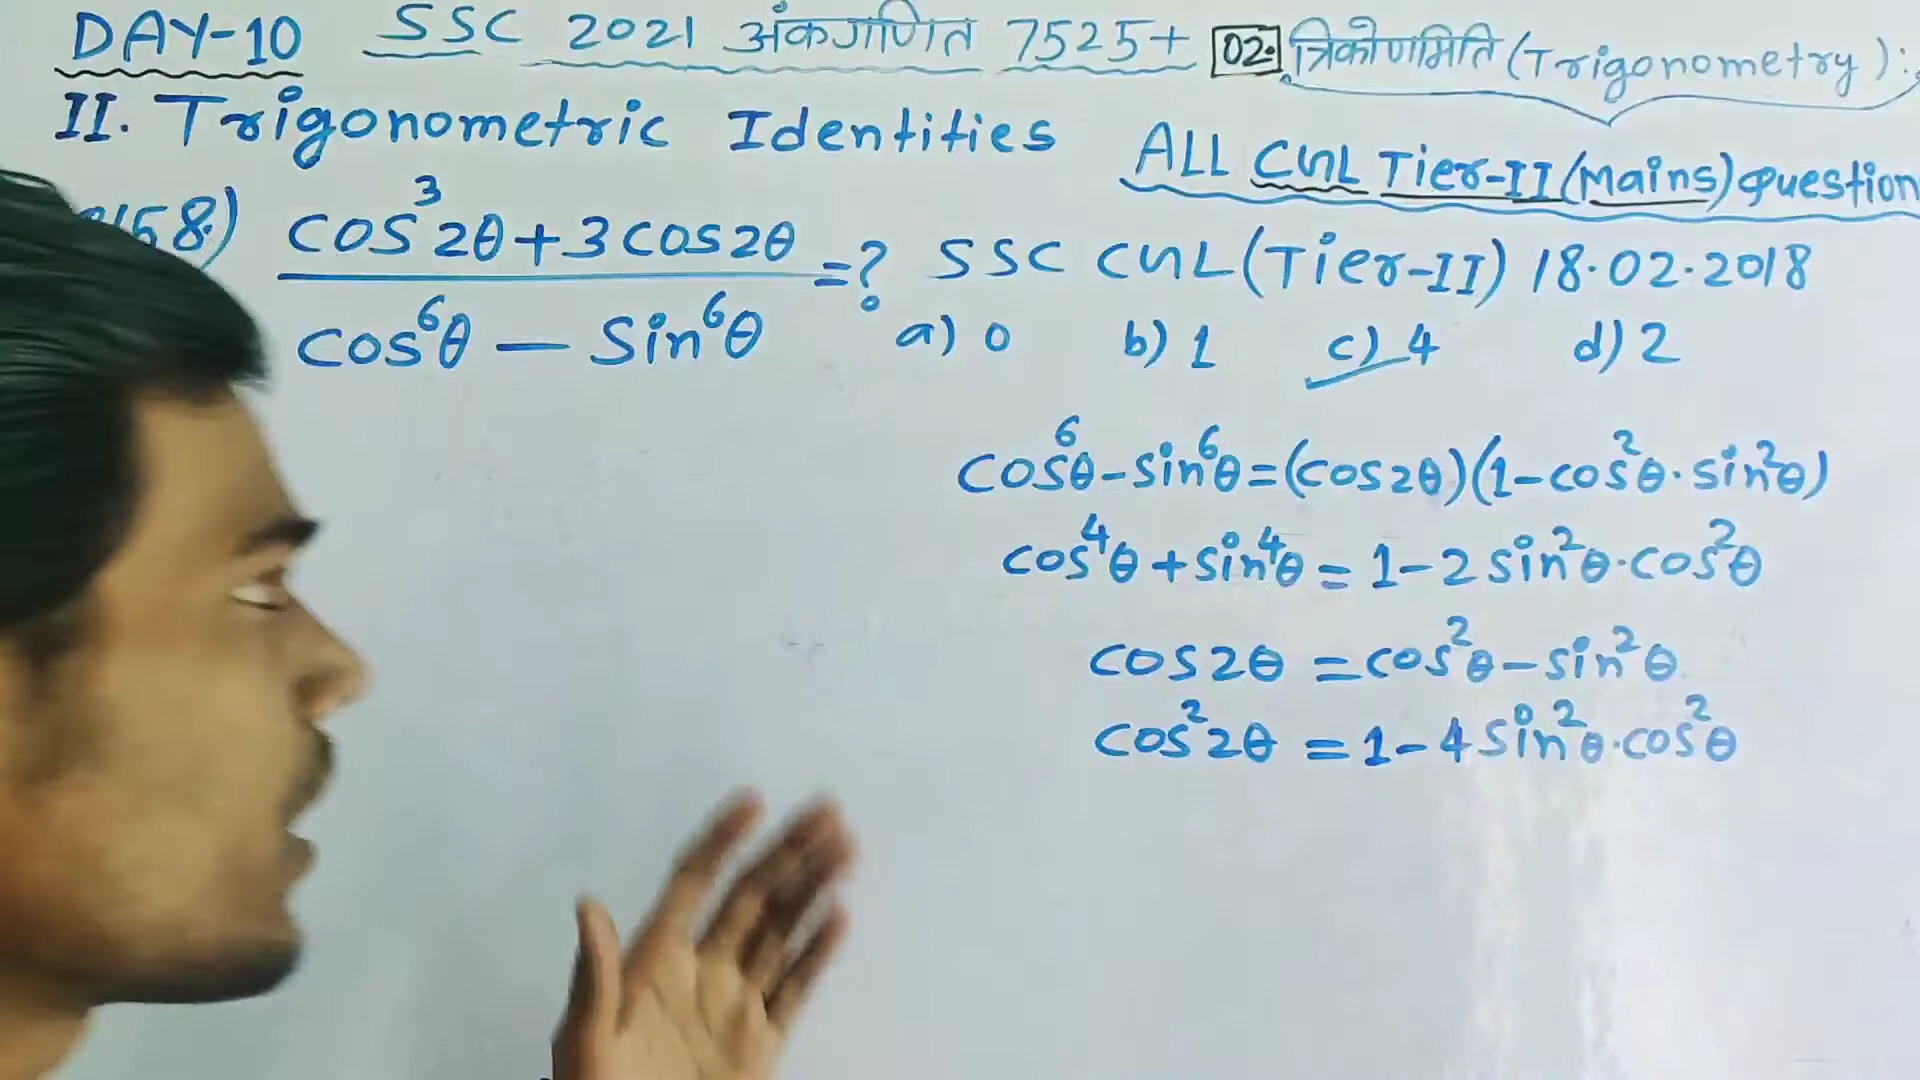 DAY-10 SSC 2021 अंकगणित 7525+ 02. त्रिकोणमिति (Trigonometry):
II. Trigonometric Identities
ALL CGL Tier-II (Mains) Question
158.) (cos³2θ + 3cos2θ)/(cos⁶θ − sin⁶θ) = ? SSC CGL (Tier-II) 18.02.2018
a) 0 b) 1 c) 4 d) 2
cos⁶θ-sin⁶θ=(cos2θ)(1-cos²θ.sin²θ)
cos⁴θ+sin⁴θ=1-2sin²θ.cos²θ
cos2θ=cos²θ-sin²θ
cos²2θ=1-4sin²θ.cos²θ